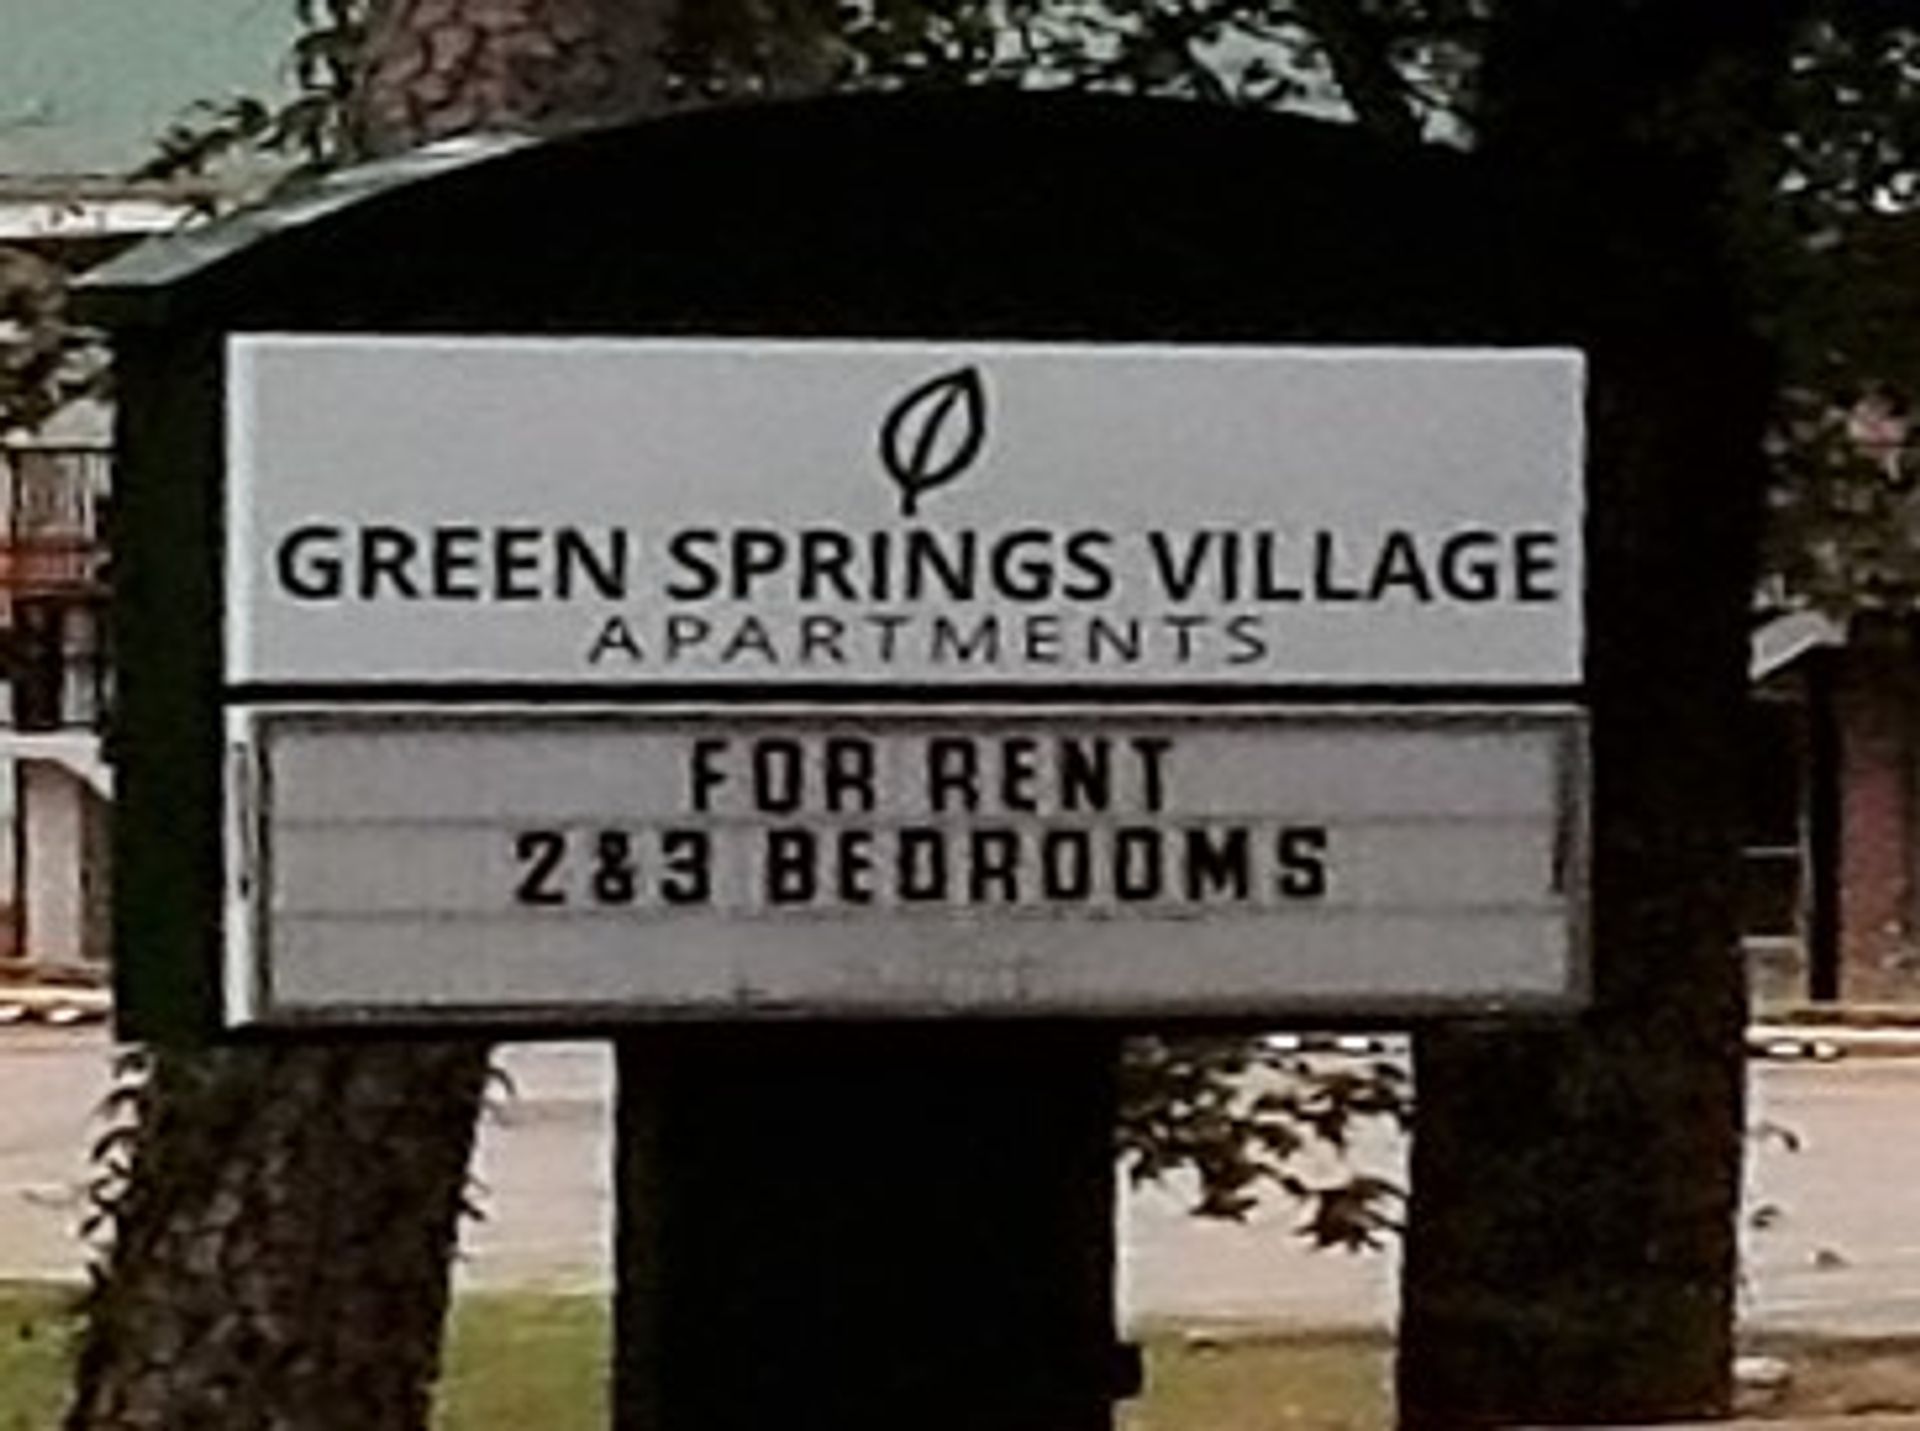 GREEN SPRINGS VILLAGE
APARTMENTS
FOR RENT
2&3 BEDROOMS